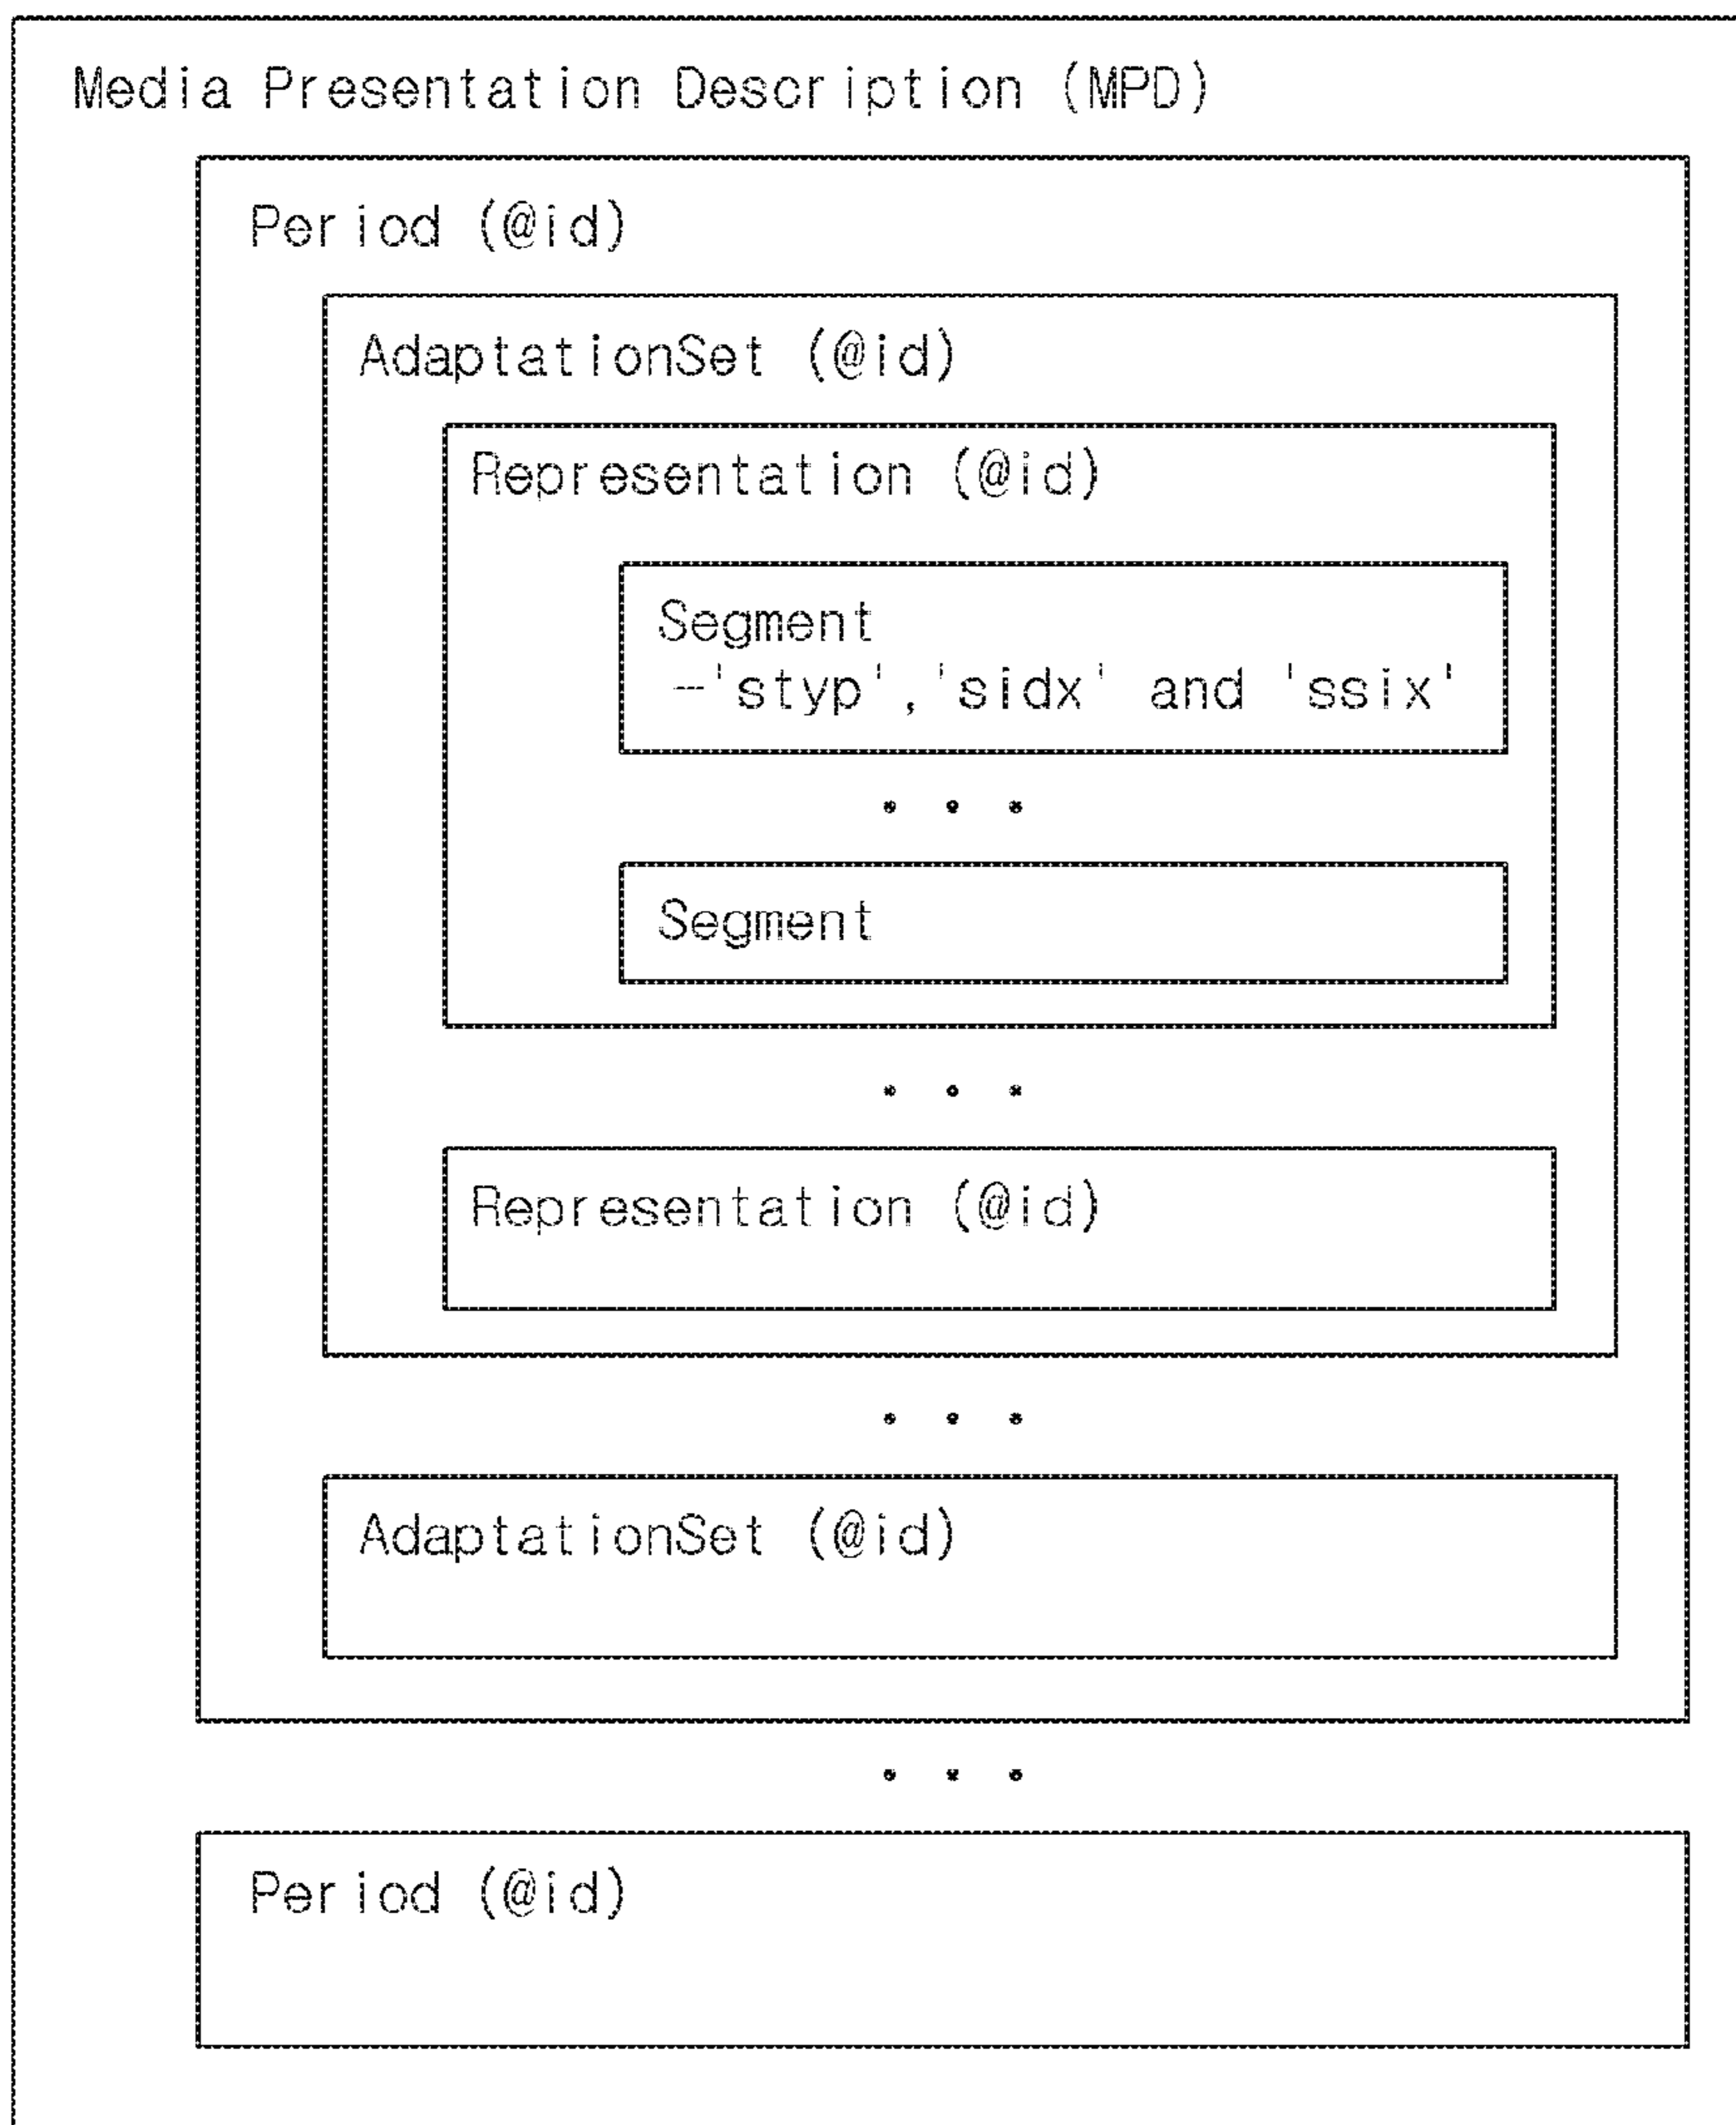 Media Presentation Description (MPD)
Period (@id)
AdaptationSet (@id)
Representation (@id)
Segment
-'styp','sidx' and 'ssix'
. . .
Segment
. . .
Representation (@id)
. . .
AdaptationSet (@id)
. . .
Period (@id)